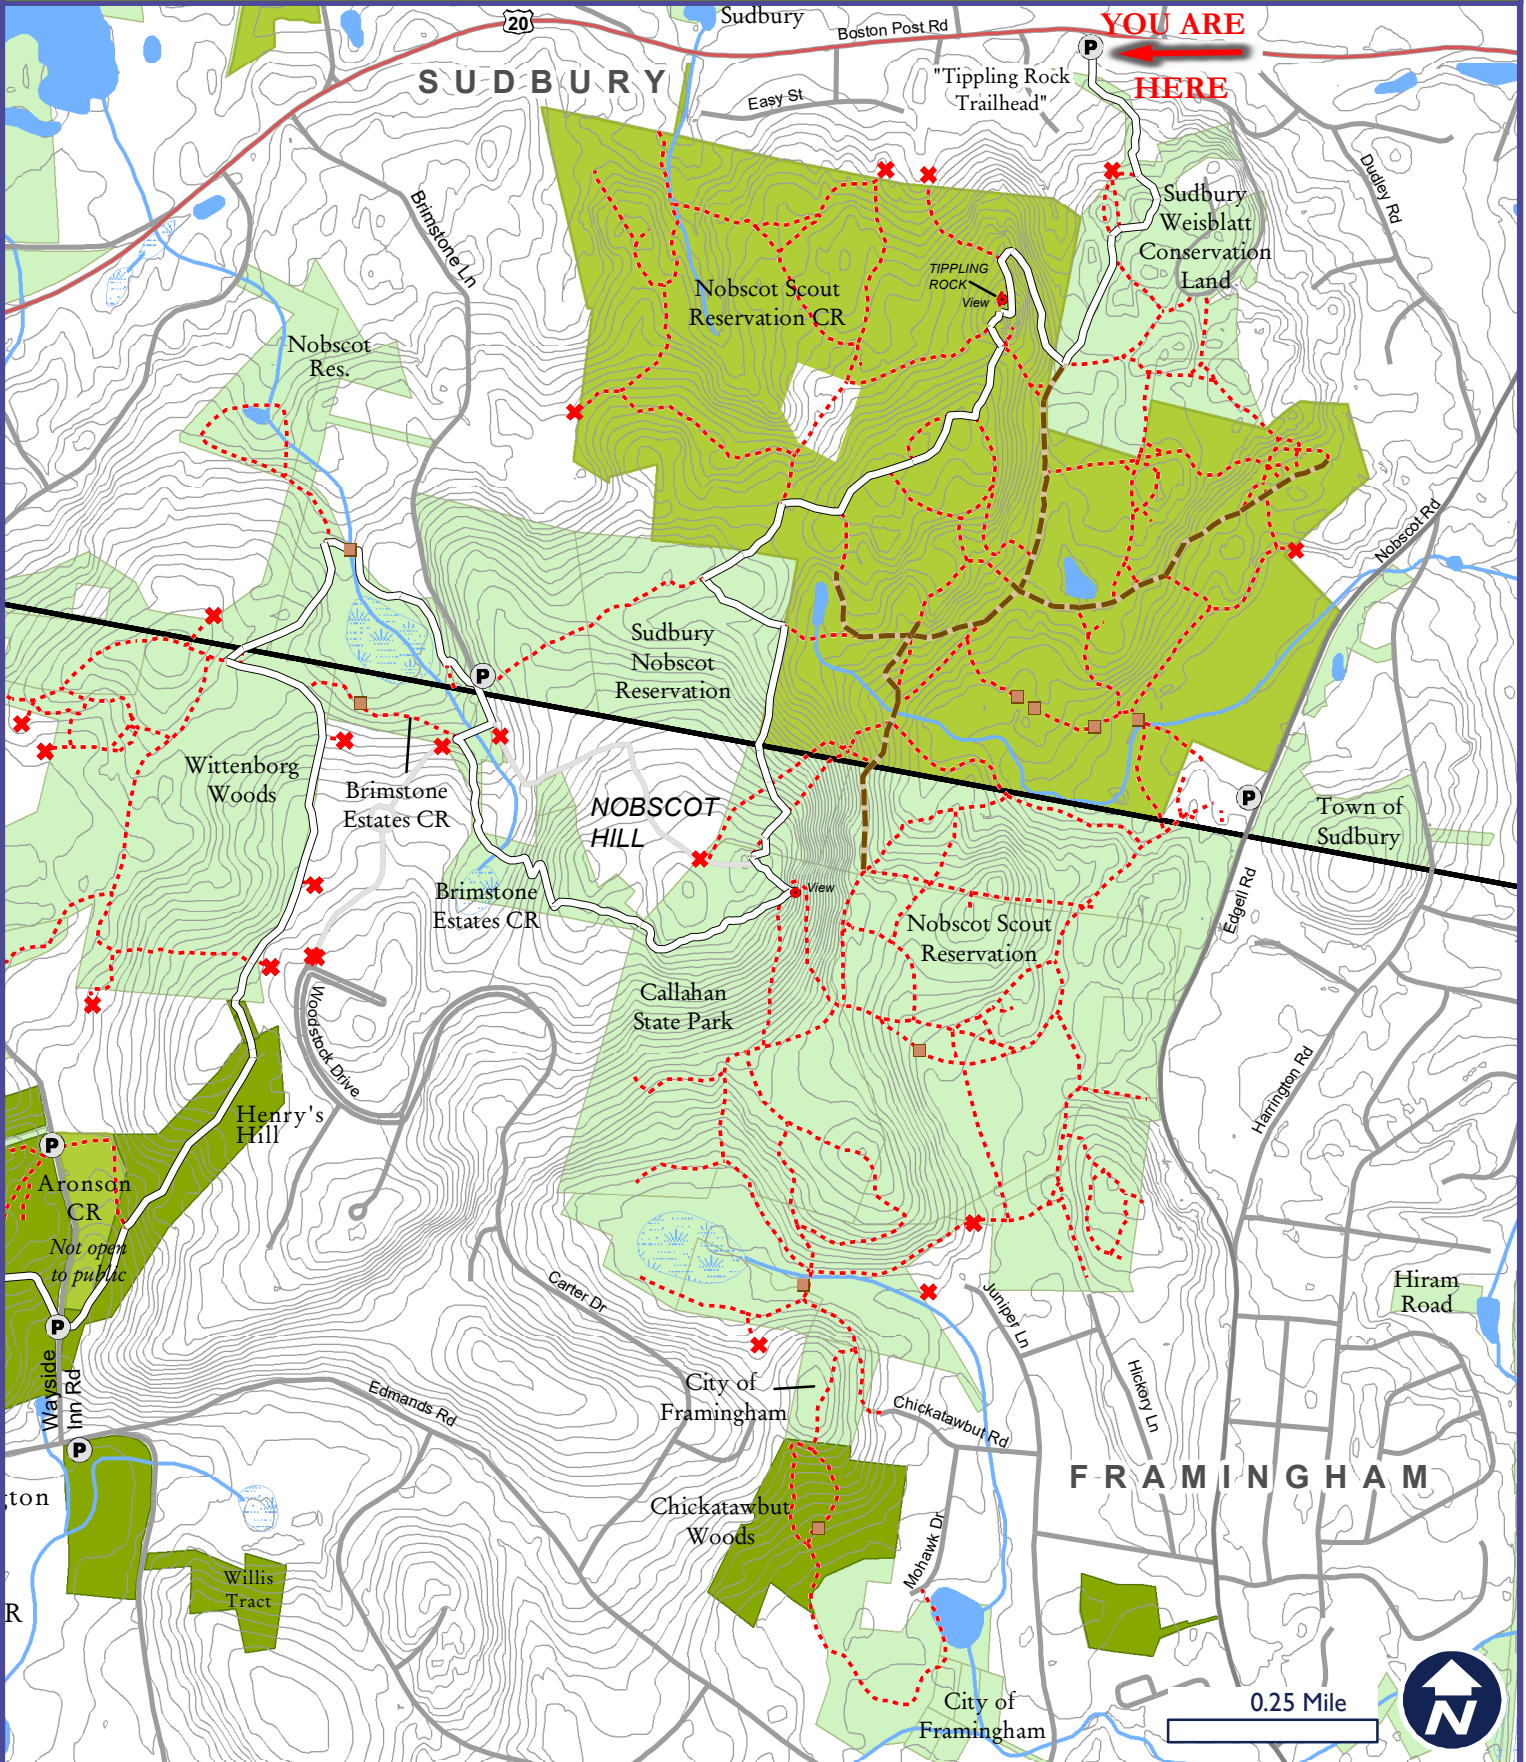 20
Sudbury
Boston Post Rd
YOU ARE
HERE
P
SUDBURY
"Tippling Rock
Trailhead"
Easy St
Dudley Rd
Brimstone Ln
Sudbury
Weisblatt
Conservation
Land
TIPPLING
ROCK
View
Nobscot Scout
Reservation CR
Nobscot
Res.
Nobscot Rd
Sudbury
Nobscot
Reservation
P
Wittenborg
Woods
Brimstone
Estates CR
NOBSCOT
HILL
P
Town of
Sudbury
Brimstone
Estates CR
View
Nobscot Scout
Reservation
Edgell Rd
Callahan
State Park
Woodstock Drive
Harrington Rd
Henry's
Hill
P
Aronson
CR
Not open
to public
P
Carter Dr
Juniper Ln
Hiram
Road
Wayside
Inn Rd
Edmands Rd
City of
Framingham
Chickatawbut Rd
Hickory Ln
P
FRAMINGHAM
gton
Chickatawbut
Woods
Mohawk Dr
Willis
Tract
R
City of
Framingham
0.25 Mile
N